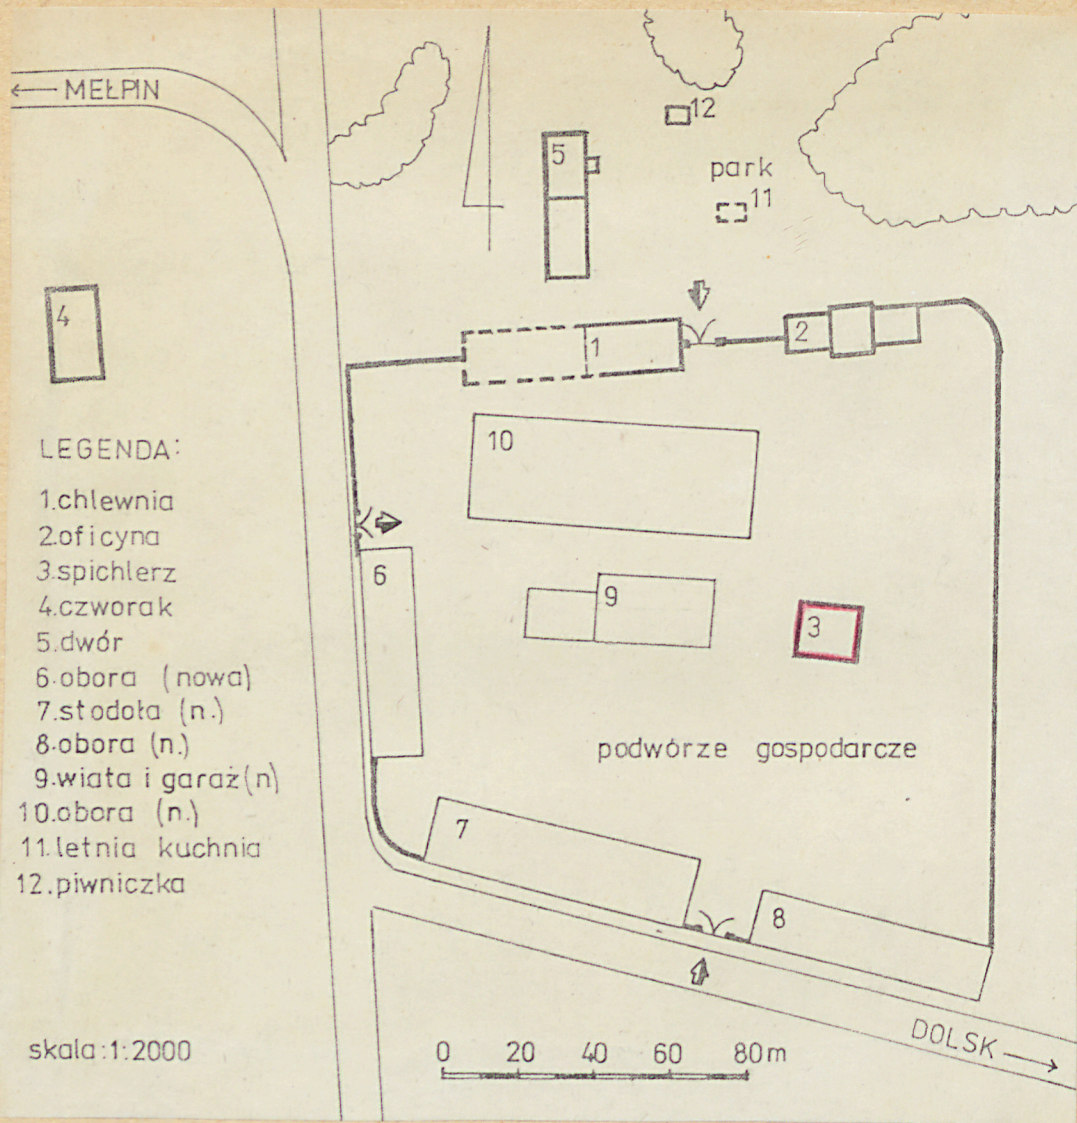 ← MEŁPIN
12
5
park
11
4
1
2
10
LEGENDA:
1.chlewnia
2.oficyna
3.spichlerz
4.czworak
5.dwór
6.obora (nowa)
7.stodoła (n.)
8.obora (n.)
9.wiata i garaż(n)
10.obora (n.)
11.letnia kuchnia
12.piwniczka
6
9
3
podwórze gospodarcze
7
8
DOLSK →
skala:1:2000
0 20 40 60 80m